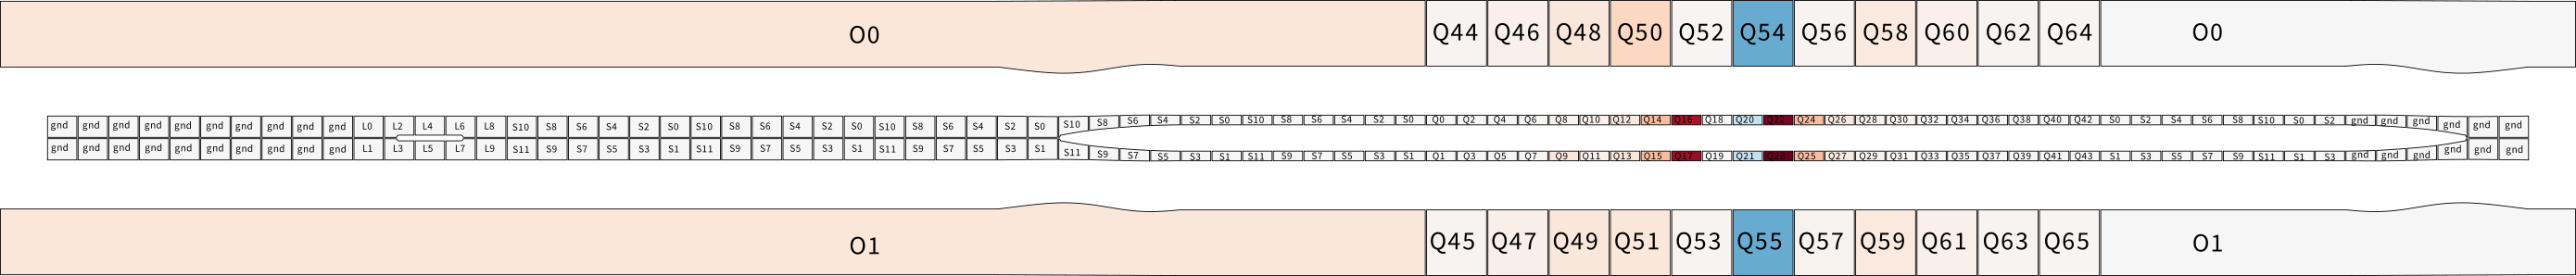 O0 Q44 Q46 Q48 Q50 Q52 Q54 Q56 Q58 Q60 Q62 Q64 O0
gnd gnd gnd gnd gnd gnd gnd gnd gnd gnd L0 L2 L4 L6 L8 S10 S8 S6 S4 S2 S0 S10 S8 S6 S4 S2 S0 S10 S8 S6 S4 S2 S0 S10 S8 S6 S4 S2 S0 S10 S8 S6 S4 S2 S0 Q0 Q2 Q4 Q6 Q8 Q10 Q12 Q14 Q16 Q18 Q20 Q22 Q24 Q26 Q28 Q30 Q32 Q34 Q36 Q38 Q40 Q42 S0 S2 S4 S6 S8 S10 S0 S2 gnd gnd gnd gnd gnd gnd
gnd gnd gnd gnd gnd gnd gnd gnd gnd gnd L1 L3 L5 L7 L9 S11 S9 S7 S5 S3 S1 S11 S9 S7 S5 S3 S1 S11 S9 S7 S5 S3 S1 S11 S9 S7 S5 S3 S1 S11 S9 S7 S5 S3 S1 Q1 Q3 Q5 Q7 Q9 Q11 Q13 Q15 Q17 Q19 Q21 Q23 Q25 Q27 Q29 Q31 Q33 Q35 Q37 Q39 Q41 Q43 S1 S3 S5 S7 S9 S11 S1 S3 gnd gnd gnd gnd gnd gnd
O1 Q45 Q47 Q49 Q51 Q53 Q55 Q57 Q59 Q61 Q63 Q65 O1